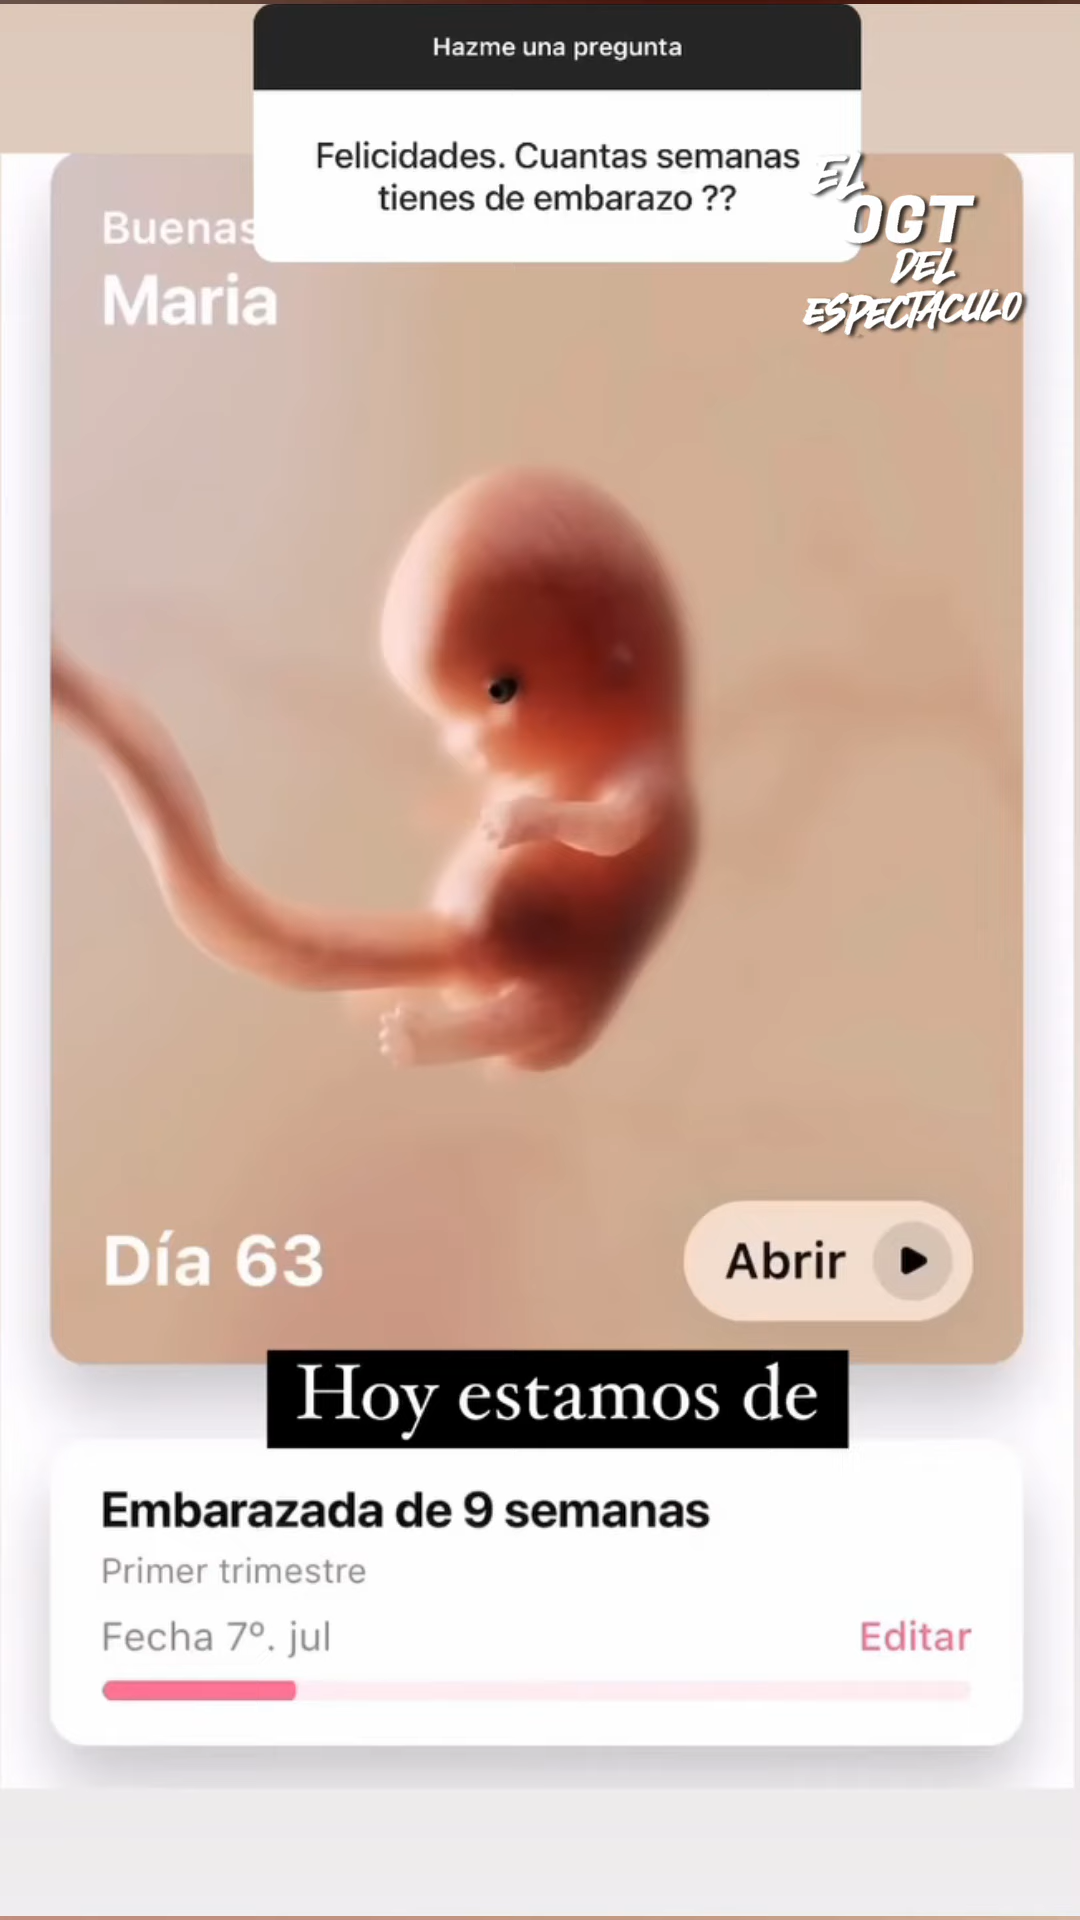 Hazme una pregunta
Felicidades. Cuantas semanas
tienes de embarazo ??
EL
OGT
DEL
ESPECTACULO
Buenas
Maria
Día 63
Abrir
Hoy estamos de
Embarazada de 9 semanas
Primer trimestre
Fecha 7º. jul
Editar